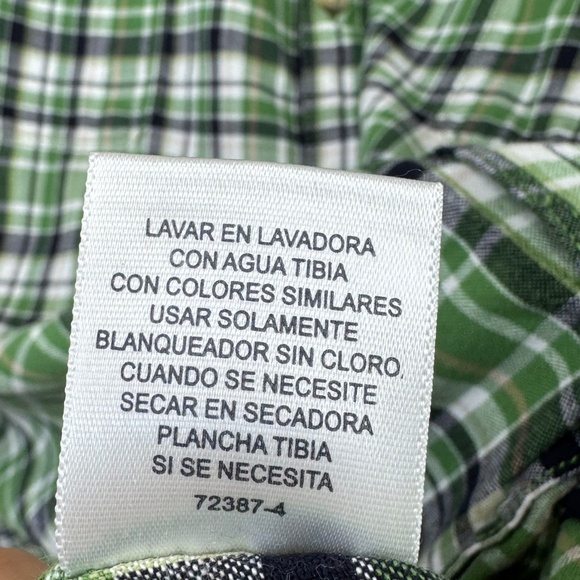 LAVAR EN LAVADORA
CON AGUA TIBIA
CON COLORES SIMILARES
USAR SOLAMENTE
BLANQUEADOR SIN CLORO.
CUANDO SE NECESITE
SECAR EN SECADORA
PLANCHA TIBIA
SI SE NECESITA
72387-4